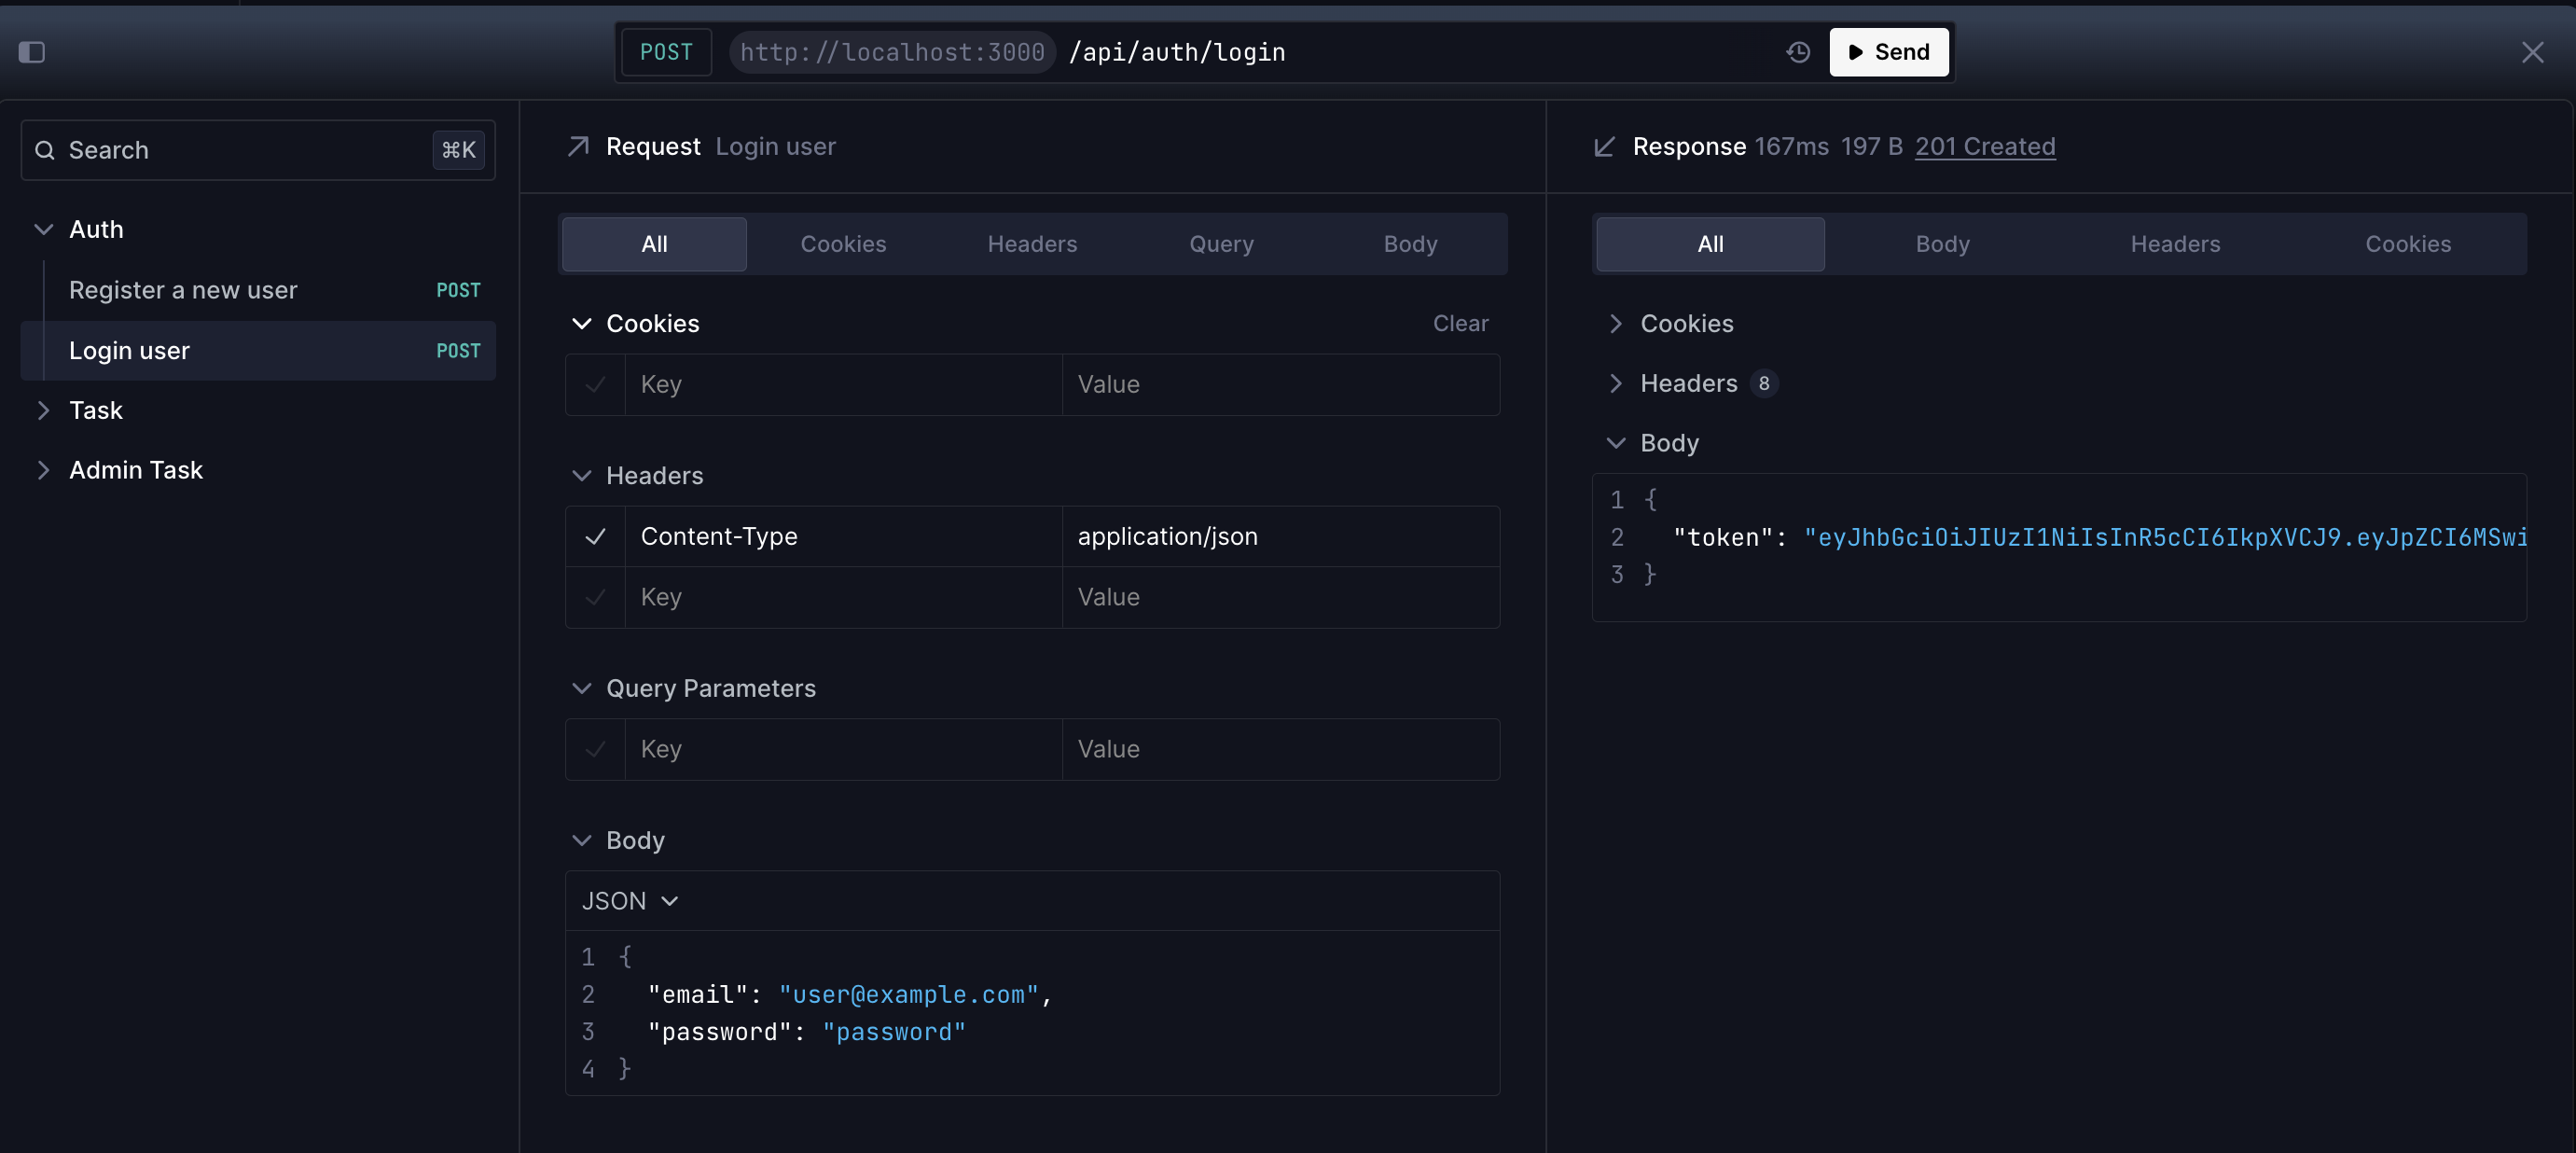 POST http://localhost:3000 /api/auth/login Send
Search ⌘K
Auth
Register a new user POST
Login user POST
Task
Admin Task
Request Login user
All Cookies Headers Query Body
Cookies Clear
Key Value
Headers
Content-Type application/json
Key Value
Query Parameters
Key Value
Body
JSON
1 {
2 "email": "user@example.com",
3 "password": "password"
4 }
Response 167ms 197 B 201 Created
All Body Headers Cookies
Cookies
Headers 8
Body
1 {
2 "token": "eyJhbGciOiJIUzI1NiIsInR5cCI6IkpXVCJ9.eyJpZCI6MSwi
3 }